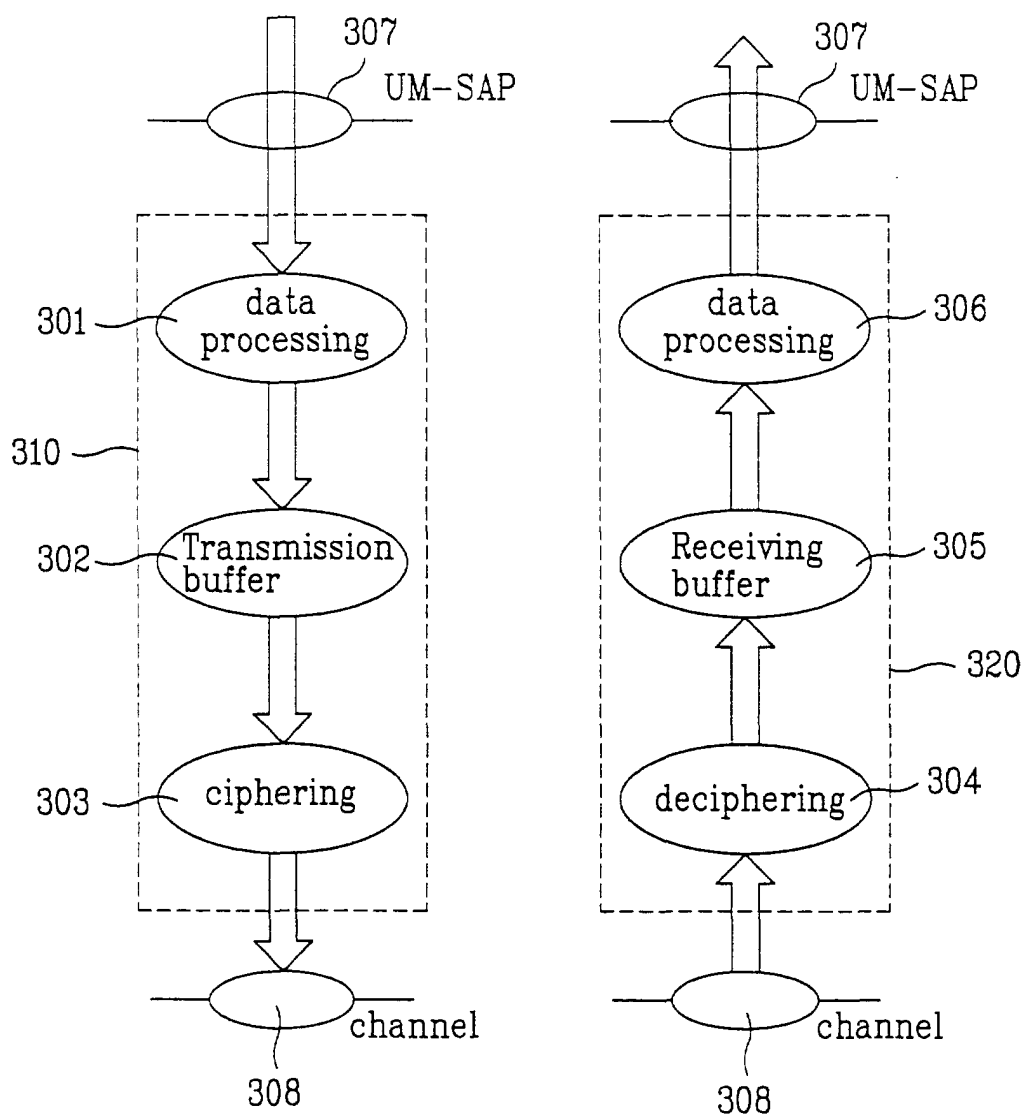 307
UM-SAP
data
processing
301
310
Transmission
buffer
302
ciphering
303
channel
308
307
UM-SAP
data
processing
306
Receiving
buffer
305
320
deciphering
304
channel
308